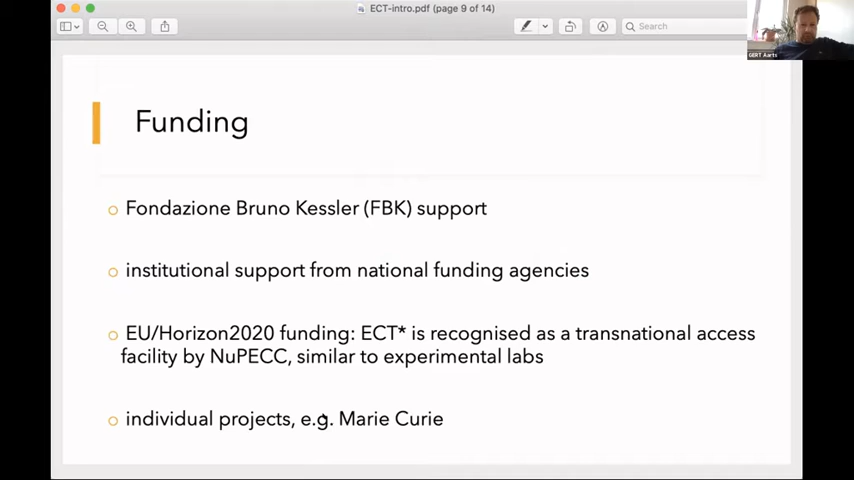 ECT-intro.pdf (page 9 of 14)
Search
GERT Aarts
Funding
Fondazione Bruno Kessler (FBK) support
institutional support from national funding agencies
EU/Horizon2020 funding: ECT* is recognised as a transnational access
facility by NuPECC, similar to experimental labs
individual projects, e.g. Marie Curie